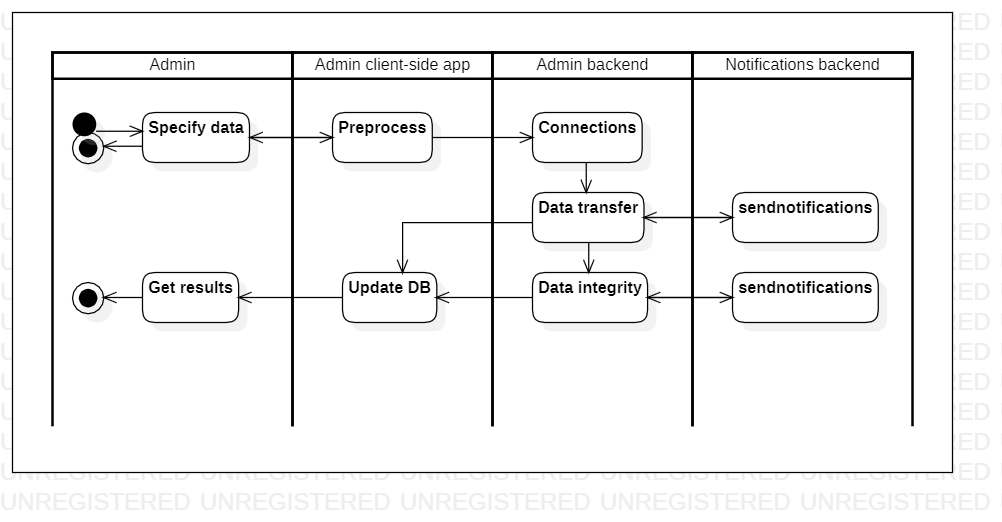 Admin
Admin client-side app
Admin backend
Notifications backend
Specify data
Preprocess
Connections
Data transfer
sendnotifications
Get results
Update DB
Data integrity
sendnotifications
UNREGISTERED UNREGISTERED UNREGISTERED UNREGISTERED UNREGISTERED